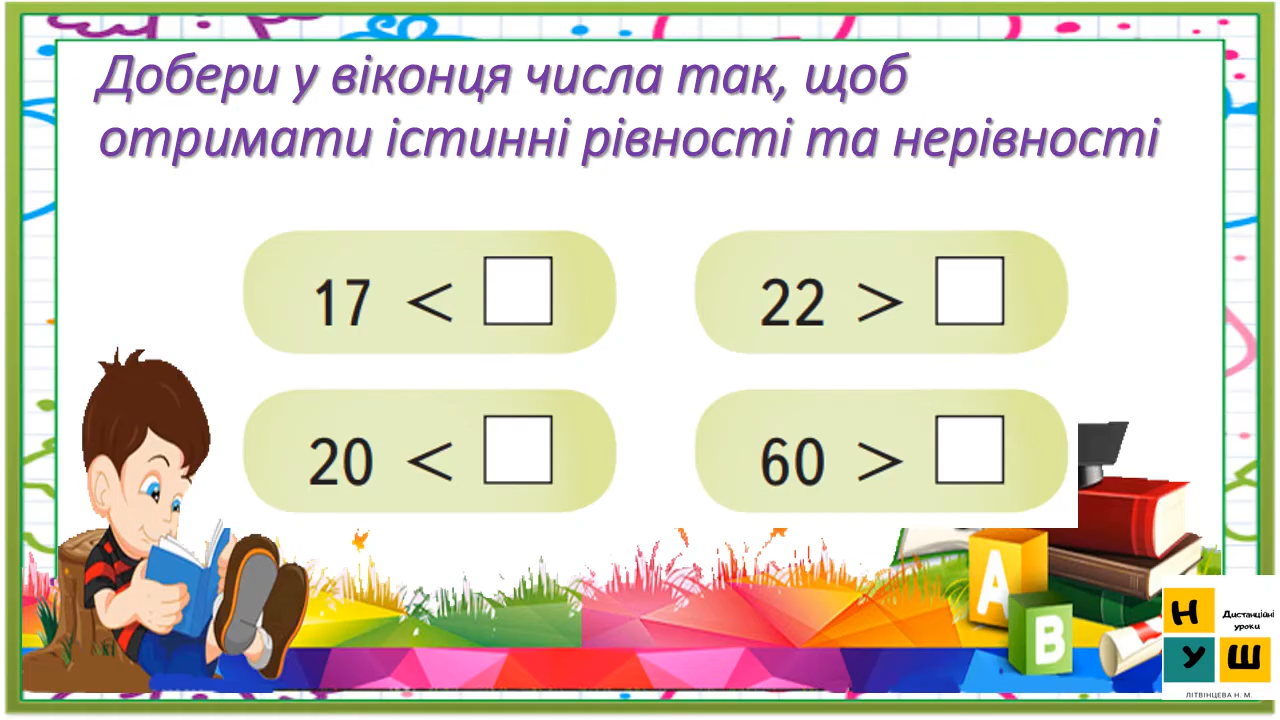 Добери у віконця числа так, щоб
отримати істинні рівності та нерівності
17 < □
22 > □
20 < □
60 > □
A
B
Н
У Ш
Дистанційні
уроки
ЛІТВІНЦЕВА Н. М.